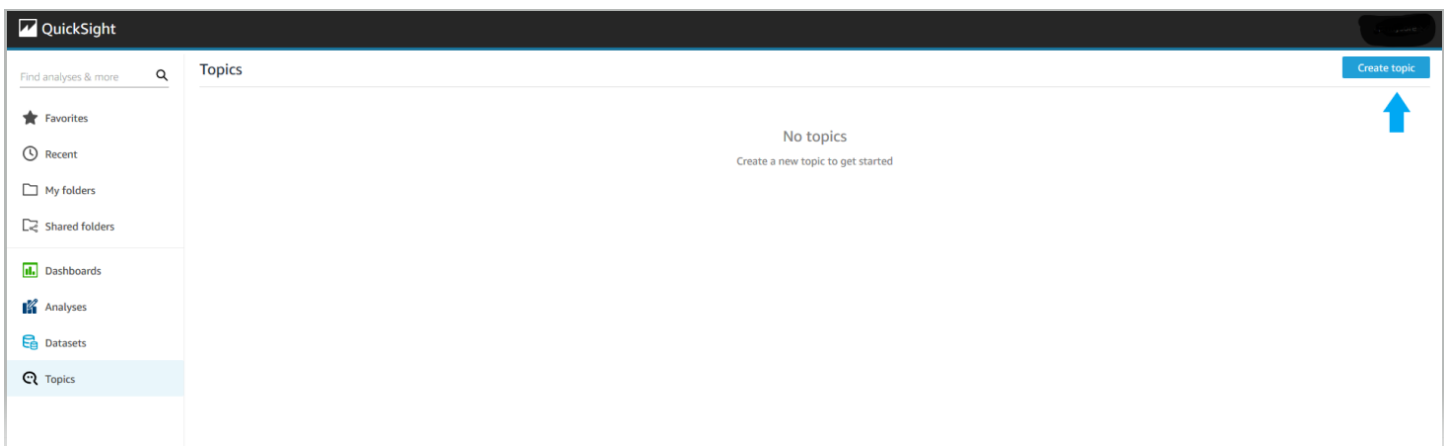 QuickSight
Find analyses & more
Topics
Create topic
Favorites
Recent
My folders
Shared folders
Dashboards
Analyses
Datasets
Topics
No topics
Create a new topic to get started